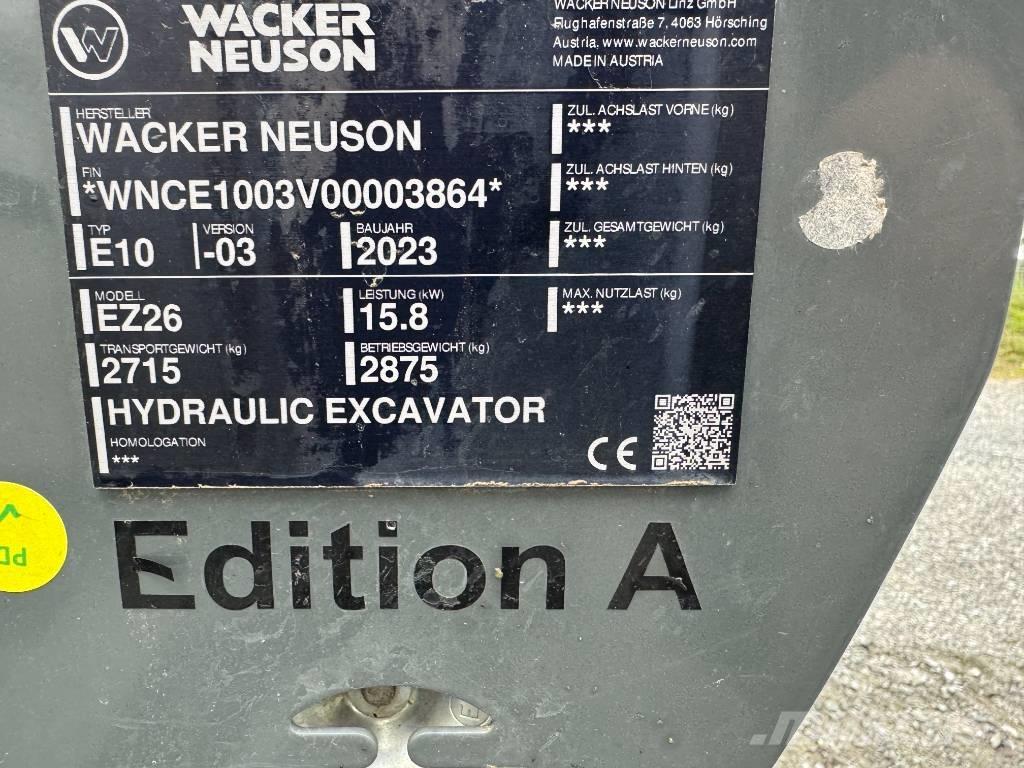 W
WACKER
NEUSON
WACKER NEUSON Linz GmbH
Flughafenstraße 7, 4063 Hörsching
Austria, www.wackerneuson.com
MADE IN AUSTRIA
HERSTELLER
WACKER NEUSON
FIN
*WNCE1003V00003864*
TYP
E10
VERSION
-03
BAUJAHR
2023
ZUL. ACHSLAST VORNE (kg)
***
ZUL. ACHSLAST HINTEN (kg)
***
ZUL. GESAMTGEWICHT (kg)
***
MODELL
EZ26
LEISTUNG (kW)
15.8
MAX. NUTZLAST (kg)
***
TRANSPORTGEWICHT (kg)
2715
BETRIEBSGEWICHT (kg)
2875
HYDRAULIC EXCAVATOR
HOMOLOGATION
***
CE
Edition A